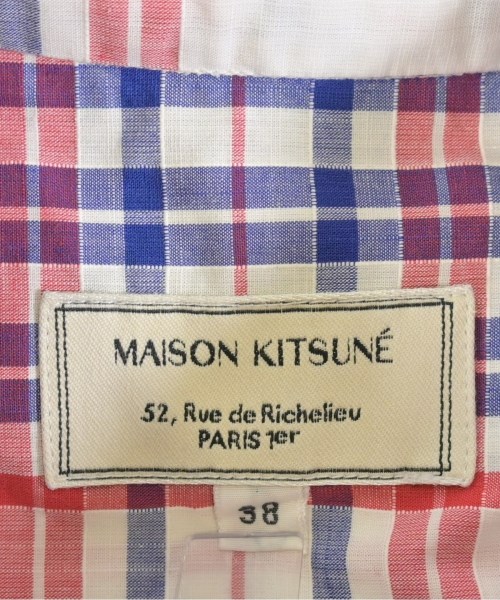 MAISON KITSUNÉ
52, Rue de Richelieu
PARIS 1er
38